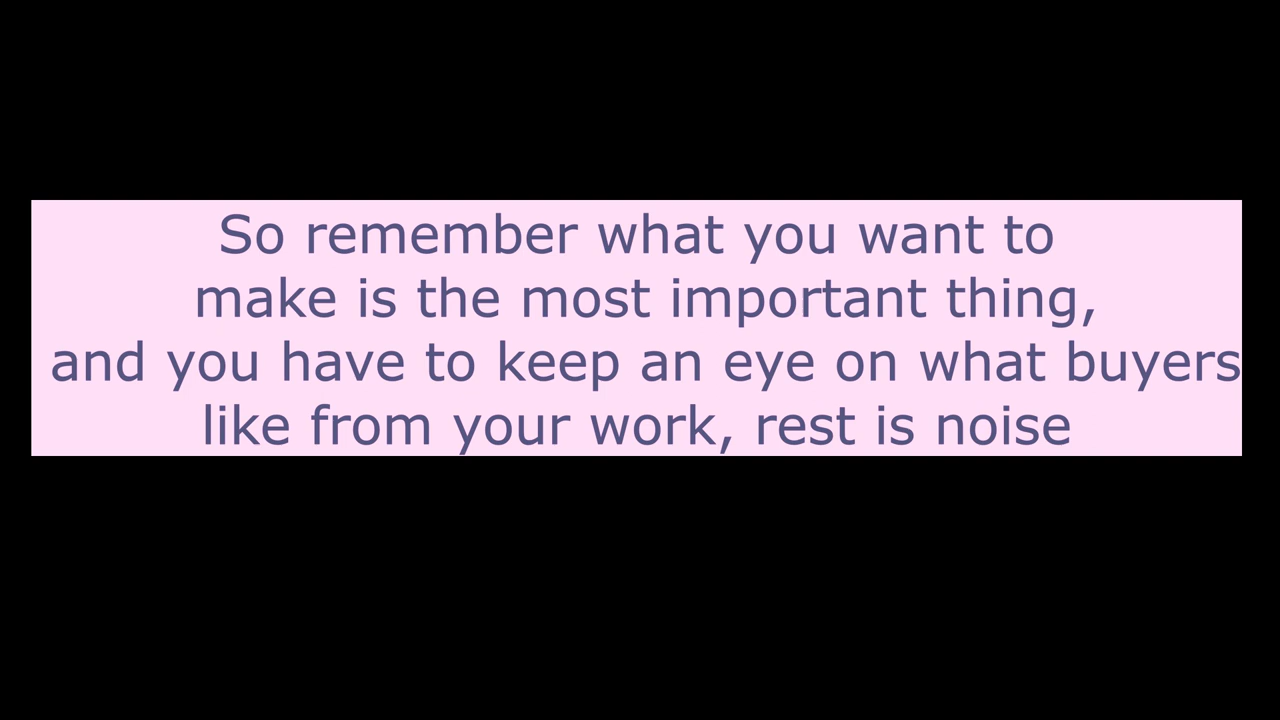 So remember what you want to
make is the most important thing,
and you have to keep an eye on what buyers
like from your work, rest is noise